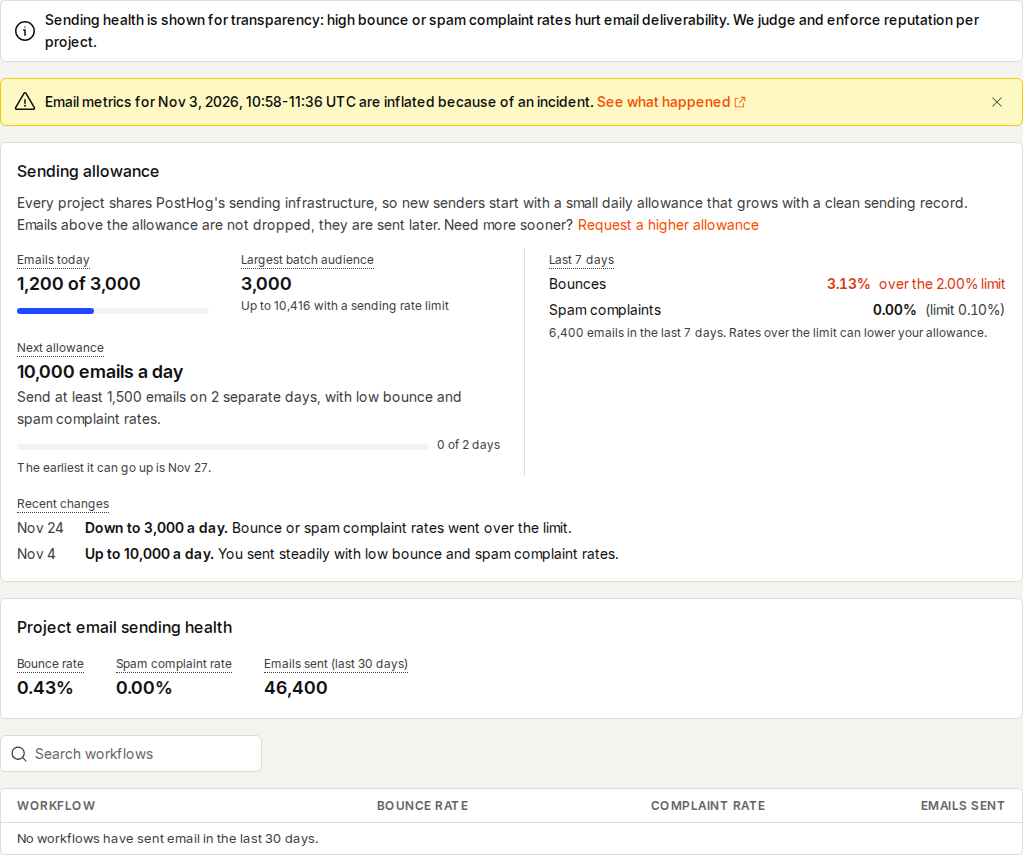 Sending health is shown for transparency: high bounce or spam complaint rates hurt email deliverability. We judge and enforce reputation per
project.
Email metrics for Nov 3, 2026, 10:58-11:36 UTC are inflated because of an incident. See what happened
Sending allowance
Every project shares PostHog's sending infrastructure, so new senders start with a small daily allowance that grows with a clean sending record.
Emails above the allowance are not dropped, they are sent later. Need more sooner? Request a higher allowance
Emails today
1,200 of 3,000
Largest batch audience
3,000
Up to 10,416 with a sending rate limit
Next allowance
10,000 emails a day
Send at least 1,500 emails on 2 separate days, with low bounce and
spam complaint rates.
0 of 2 days
The earliest it can go up is Nov 27.
Last 7 days
Bounces 3.13% over the 2.00% limit
Spam complaints 0.00% (limit 0.10%)
6,400 emails in the last 7 days. Rates over the limit can lower your allowance.
Recent changes
Nov 24 Down to 3,000 a day. Bounce or spam complaint rates went over the limit.
Nov 4 Up to 10,000 a day. You sent steadily with low bounce and spam complaint rates.
Project email sending health
Bounce rate
0.43%
Spam complaint rate
0.00%
Emails sent (last 30 days)
46,400
Search workflows
WORKFLOW BOUNCE RATE COMPLAINT RATE EMAILS SENT
No workflows have sent email in the last 30 days.